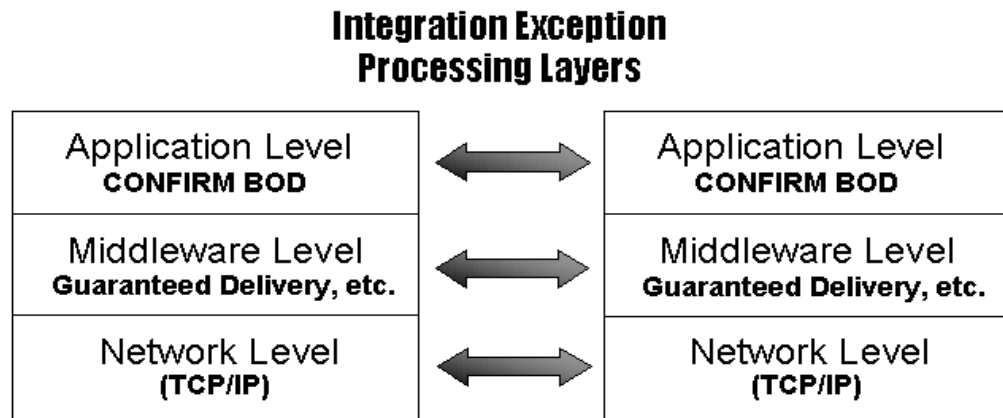 Integration Exception
Processing Layers
Application Level
CONFIRM BOD
Middleware Level
Guaranteed Delivery, etc.
Network Level
(TCP/IP)
Application Level
CONFIRM BOD
Middleware Level
Guaranteed Delivery, etc.
Network Level
(TCP/IP)